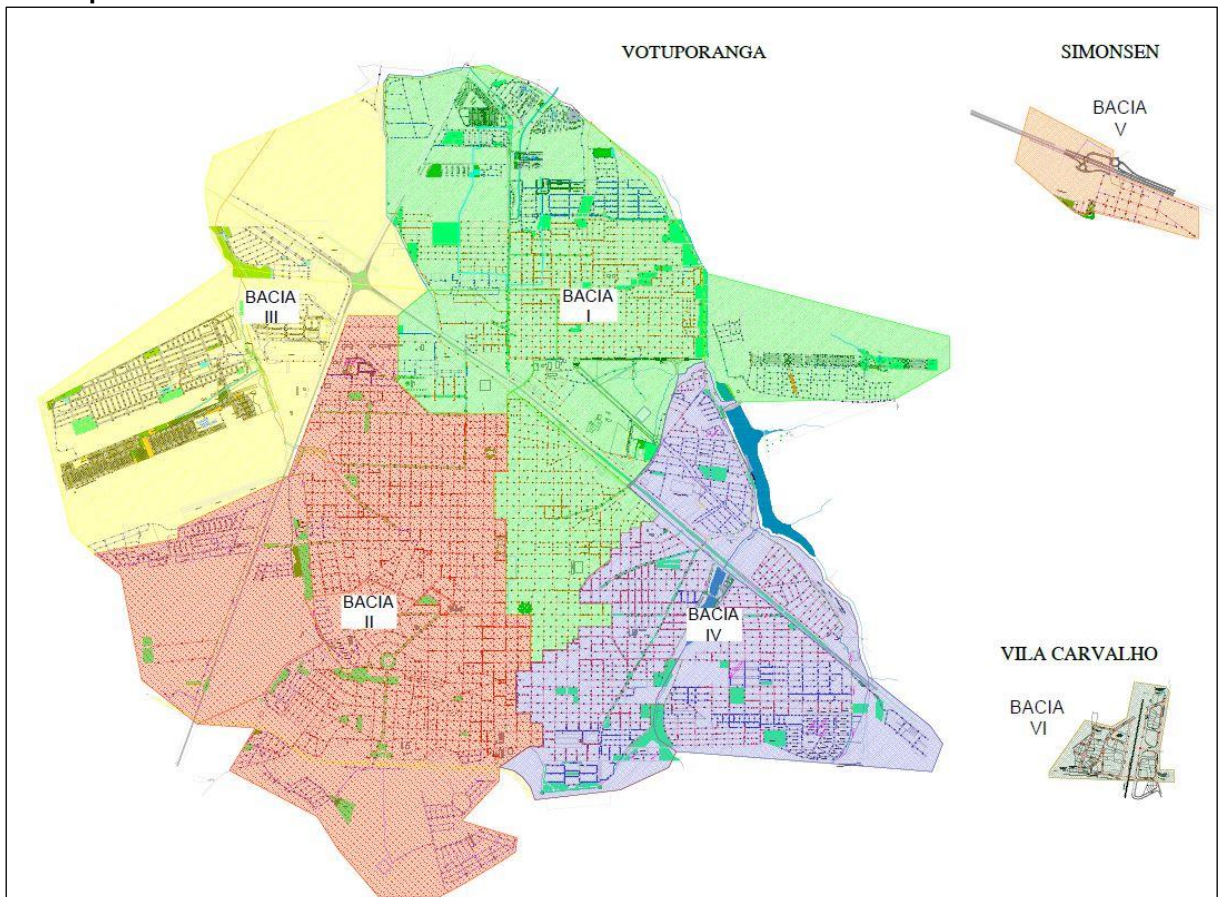 VOTUPORANGA
SIMONSEN
BACIA
V
BACIA
III
BACIA
I
BACIA
II
BACIA
IV
VILA CARVALHO
BACIA
VI